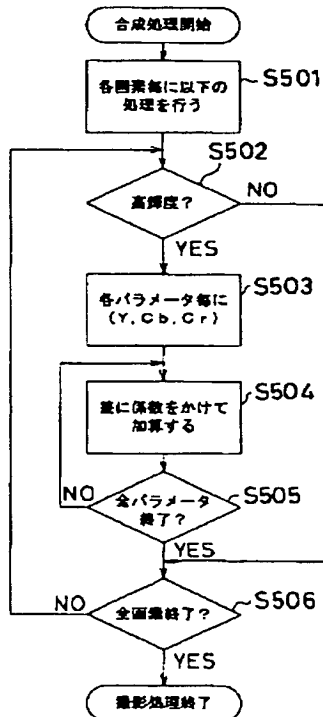 合成処理開始
各画素毎に以下の
処理を行う
S501
S502
高輝度?
NO
YES
各パラメータ毎に
(Y,Cb,Cr)
S503
差に係数をかけて
加算する
S504
NO
全パラメータ
終了?
S505
YES
NO
全画素終了?
S506
YES
撮影処理終了